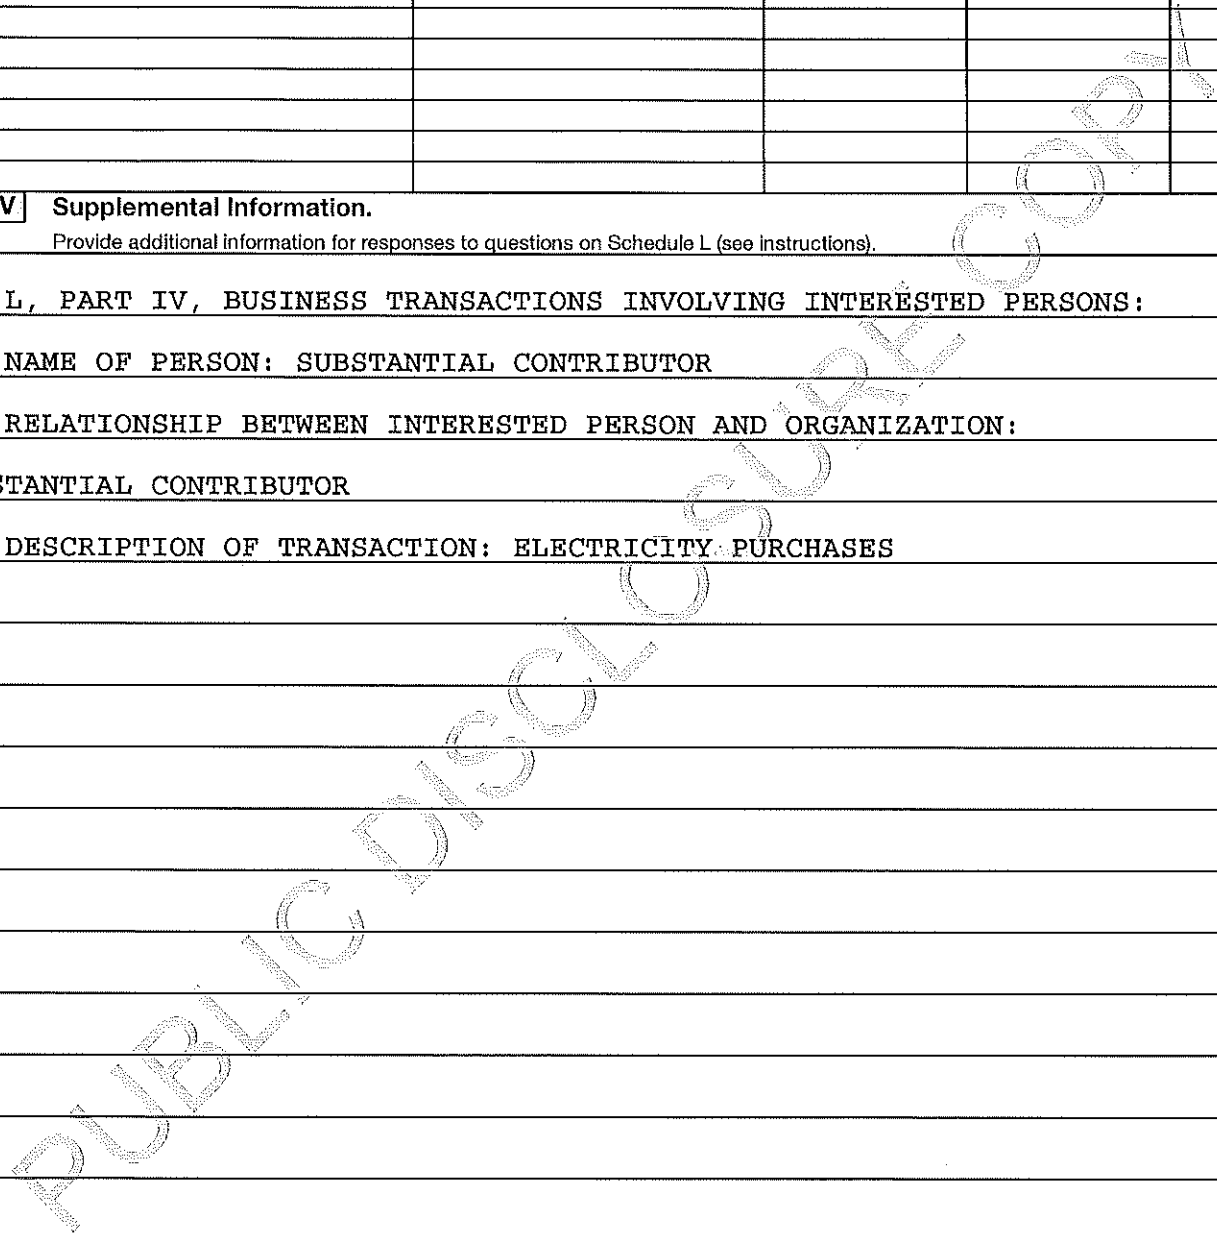 V Supplemental Information.
Provide additional information for responses to questions on Schedule L (see instructions).
L, PART IV, BUSINESS TRANSACTIONS INVOLVING INTERESTED PERSONS:
NAME OF PERSON: SUBSTANTIAL CONTRIBUTOR
RELATIONSHIP BETWEEN INTERESTED PERSON AND ORGANIZATION:
STANTIAL CONTRIBUTOR
DESCRIPTION OF TRANSACTION: ELECTRICITY PURCHASES
PUBLIC DISCLOSURE COPY